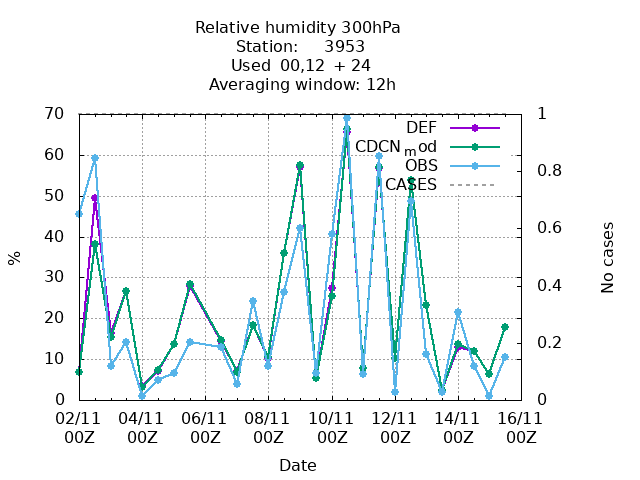 Relative humidity 300hPa
Station:     3953
Used  00,12  + 24
Averaging window: 12h
70
60
50
40
30
20
10
0
1
0.8
0.6
0.4
0.2
0
DEF
CDCNmod
OBS
CASES
%
No cases
02/11 04/11 06/11 08/11 10/11 12/11 14/11 16/11
00Z 00Z 00Z 00Z 00Z 00Z 00Z 00Z
Date